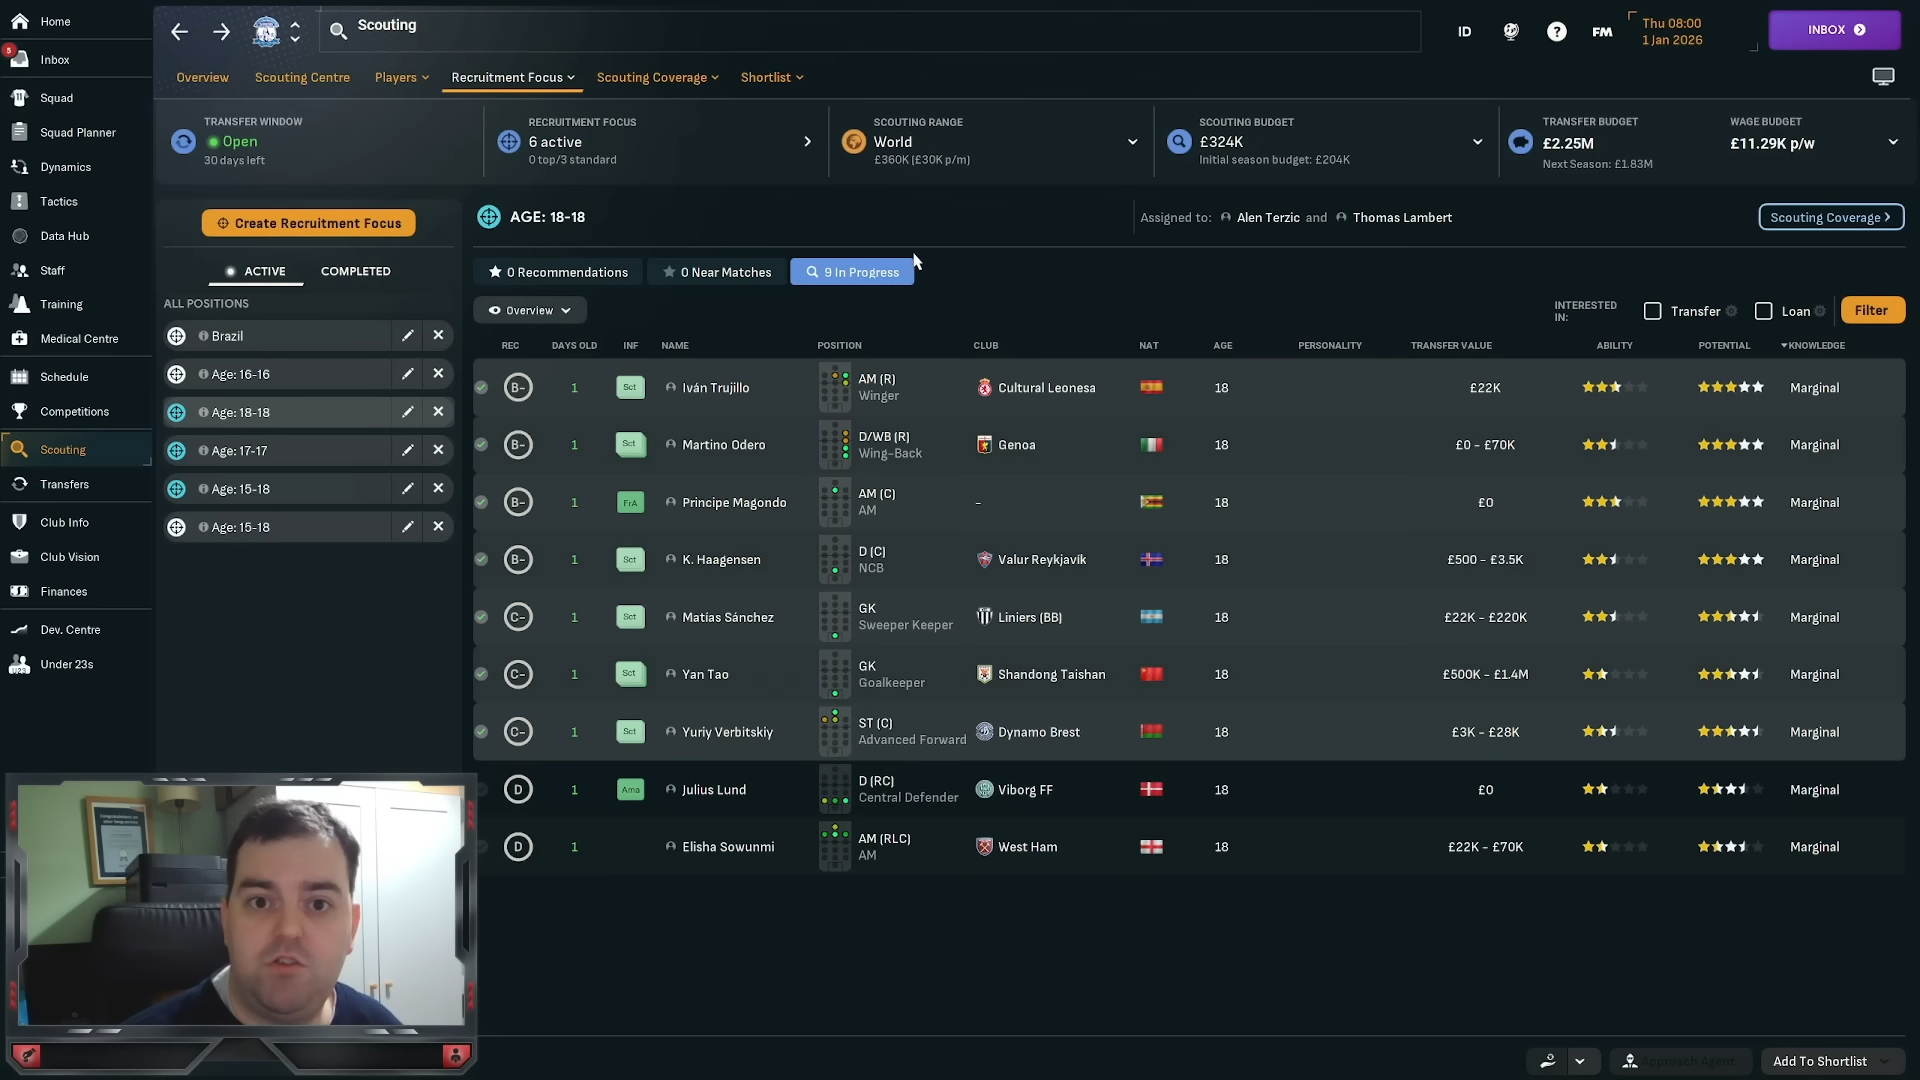 Home
5
Inbox
Squad
Squad Planner
Dynamics
Tactics
Data Hub
Staff
Training
Medical Centre
Schedule
Competitions
Scouting
Transfers
Club Info
Club Vision
Finances
Dev. Centre
U23
Under 23s
Scouting
ID
FM
Thu 08:00
1 Jan 2026
INBOX
Overview
Scouting Centre
Players
Recruitment Focus
Scouting Coverage
Shortlist
TRANSFER WINDOW
Open
30 days left
RECRUITMENT FOCUS
6 active
0 top/3 standard
SCOUTING RANGE
World
£360K (£30K p/m)
SCOUTING BUDGET
£324K
Initial season budget: £204K
TRANSFER BUDGET
£2.25M
Next Season: £1.83M
WAGE BUDGET
£11.29K p/w
Create Recruitment Focus
ACTIVE
COMPLETED
ALL POSITIONS
Brazil
Age: 16-16
Age: 18-18
Age: 17-17
Age: 15-18
Age: 15-18
AGE: 18-18
Assigned to: Alen Terzic and Thomas Lambert
Scouting Coverage >
0 Recommendations
0 Near Matches
9 In Progress
Overview
INTERESTED IN:
Transfer
Loan
Filter
REC DAYS OLD INF NAME POSITION CLUB NAT AGE PERSONALITY TRANSFER VALUE ABILITY POTENTIAL KNOWLEDGE
B- 1 Sct Iván Trujillo AM (R) Cultural Leonesa 18 £22K Marginal
Winger
B- 1 Sct Martino Odero D/WB (R) Genoa 18 £0 - £70K Marginal
Wing-Back
B- 1 FrA Principe Magondo AM (C) - 18 £0 Marginal
AM
B- 1 Sct K. Haagensen D (C) Valur Reykjavík 18 £500 - £3.5K Marginal
NCB
C- 1 Sct Matías Sánchez GK Liniers (BB) 18 £22K - £220K Marginal
Sweeper Keeper
C- 1 Sct Yan Tao GK Shandong Taishan 18 £500K - £1.4M Marginal
Goalkeeper
C- 1 Sct Yuriy Verbitskiy ST (C) Dynamo Brest 18 £3K - £28K Marginal
Advanced Forward
D 1 Ama Julius Lund D (RC) Viborg FF 18 £0 Marginal
Central Defender
D 1 Elisha Sowunmi AM (RLC) West Ham 18 £22K - £70K Marginal
AM
Approach Agent
Add To Shortlist